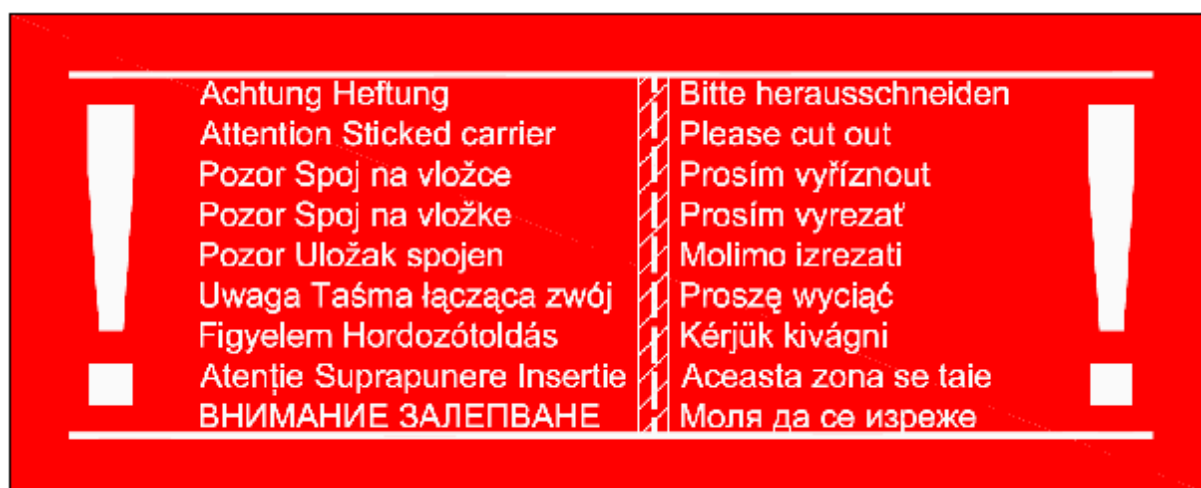 Achtung Heftung
Attention Sticked carrier
Pozor Spoj na vložce
Pozor Spoj na vložke
Pozor Uložak spojen
Uwaga Taśma łącząca zwój
Figyelem Hordozótoldás
Atenție Suprapunere Insertie
ВНИМАНИЕ ЗАЛЕПВАНЕ
Bitte herausschneiden
Please cut out
Prosím vyříznout
Prosím vyrezať
Molimo izrezati
Proszę wyciąć
Kérjük kivágni
Aceasta zona se taie
Моля да се изреже